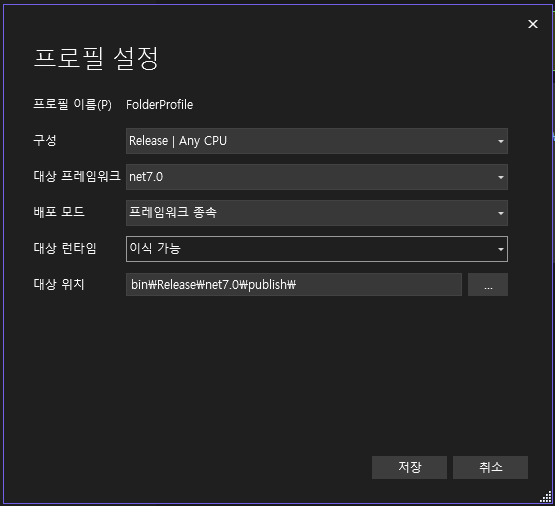 프로필 설정
프로필 이름(P) FolderProfile
구성 Release | Any CPU
대상 프레임워크 net7.0
배포 모드 프레임워크 종속
대상 런타임 이식 가능
대상 위치 bin₩Release₩net7.0₩publish₩ ...
저장 취소